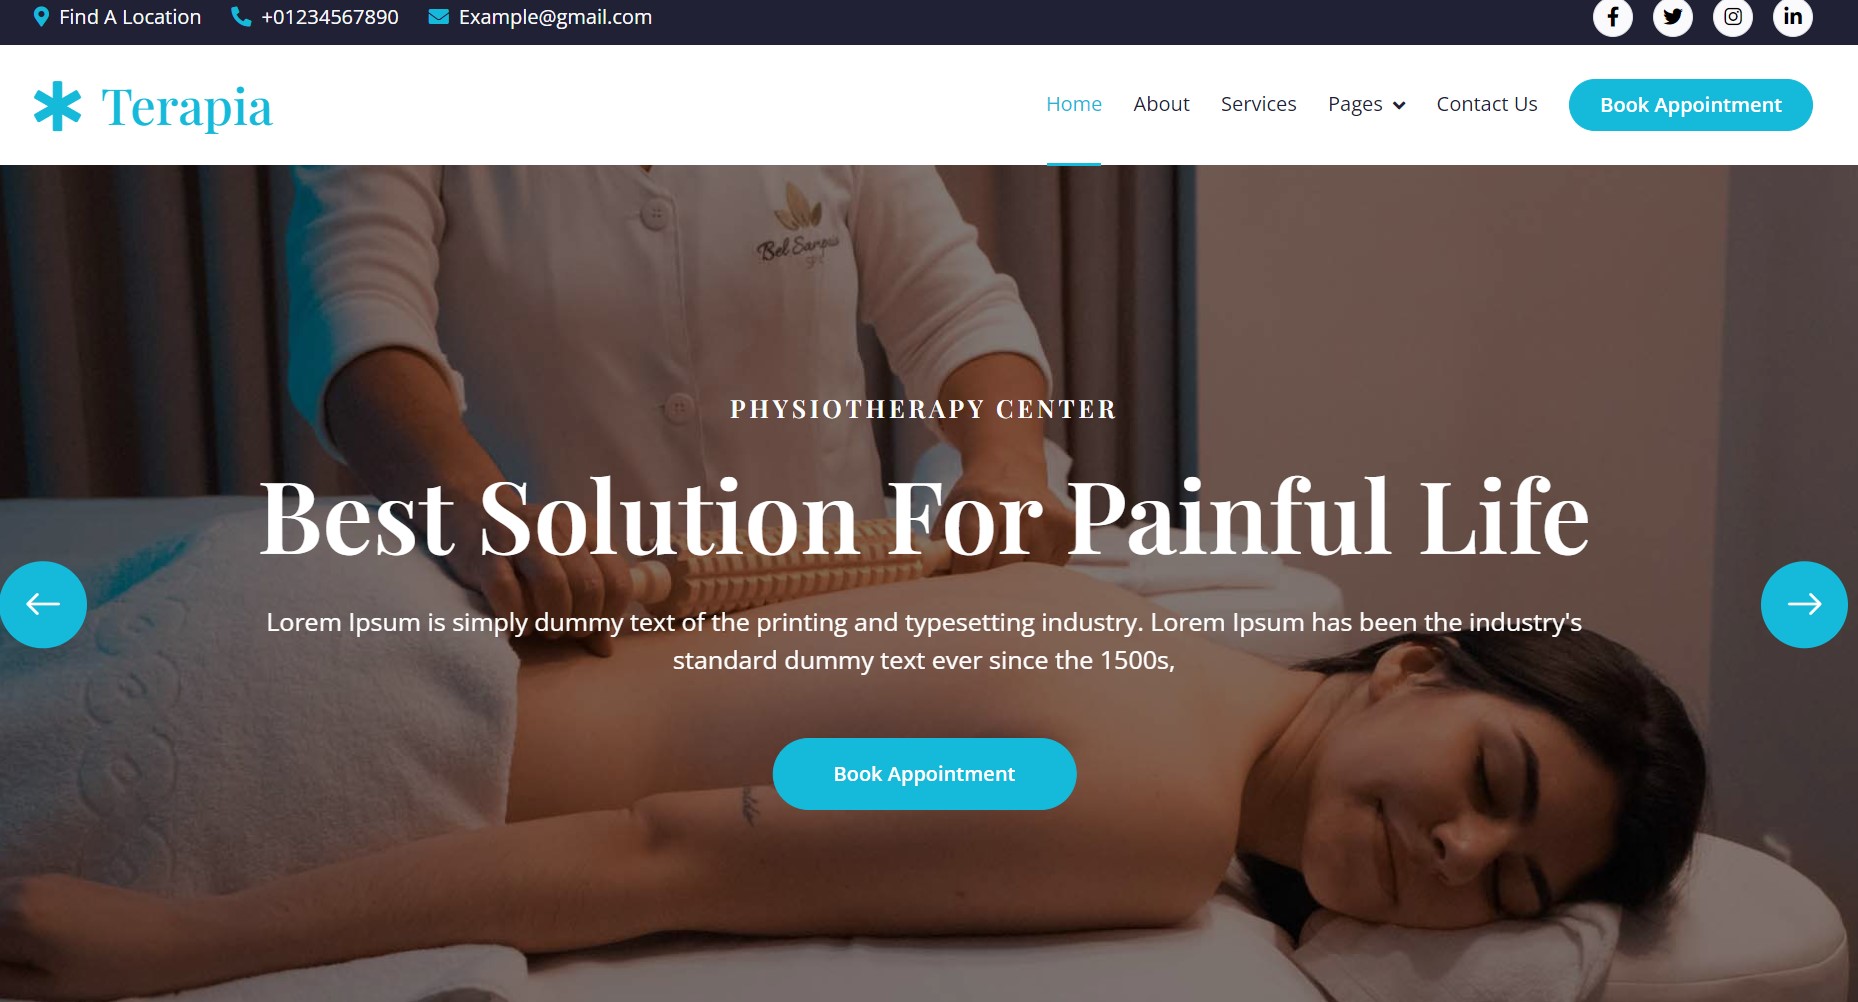 Find A Location +01234567890 Example@gmail.com
Terapia
Home About Services Pages Contact Us Book Appointment
Bel
PHYSIOTHERAPY CENTER
Best Solution For Painful Life
Lorem Ipsum is simply dummy text of the printing and typesetting industry. Lorem Ipsum has been the industry's
standard dummy text ever since the 1500s,
Book Appointment